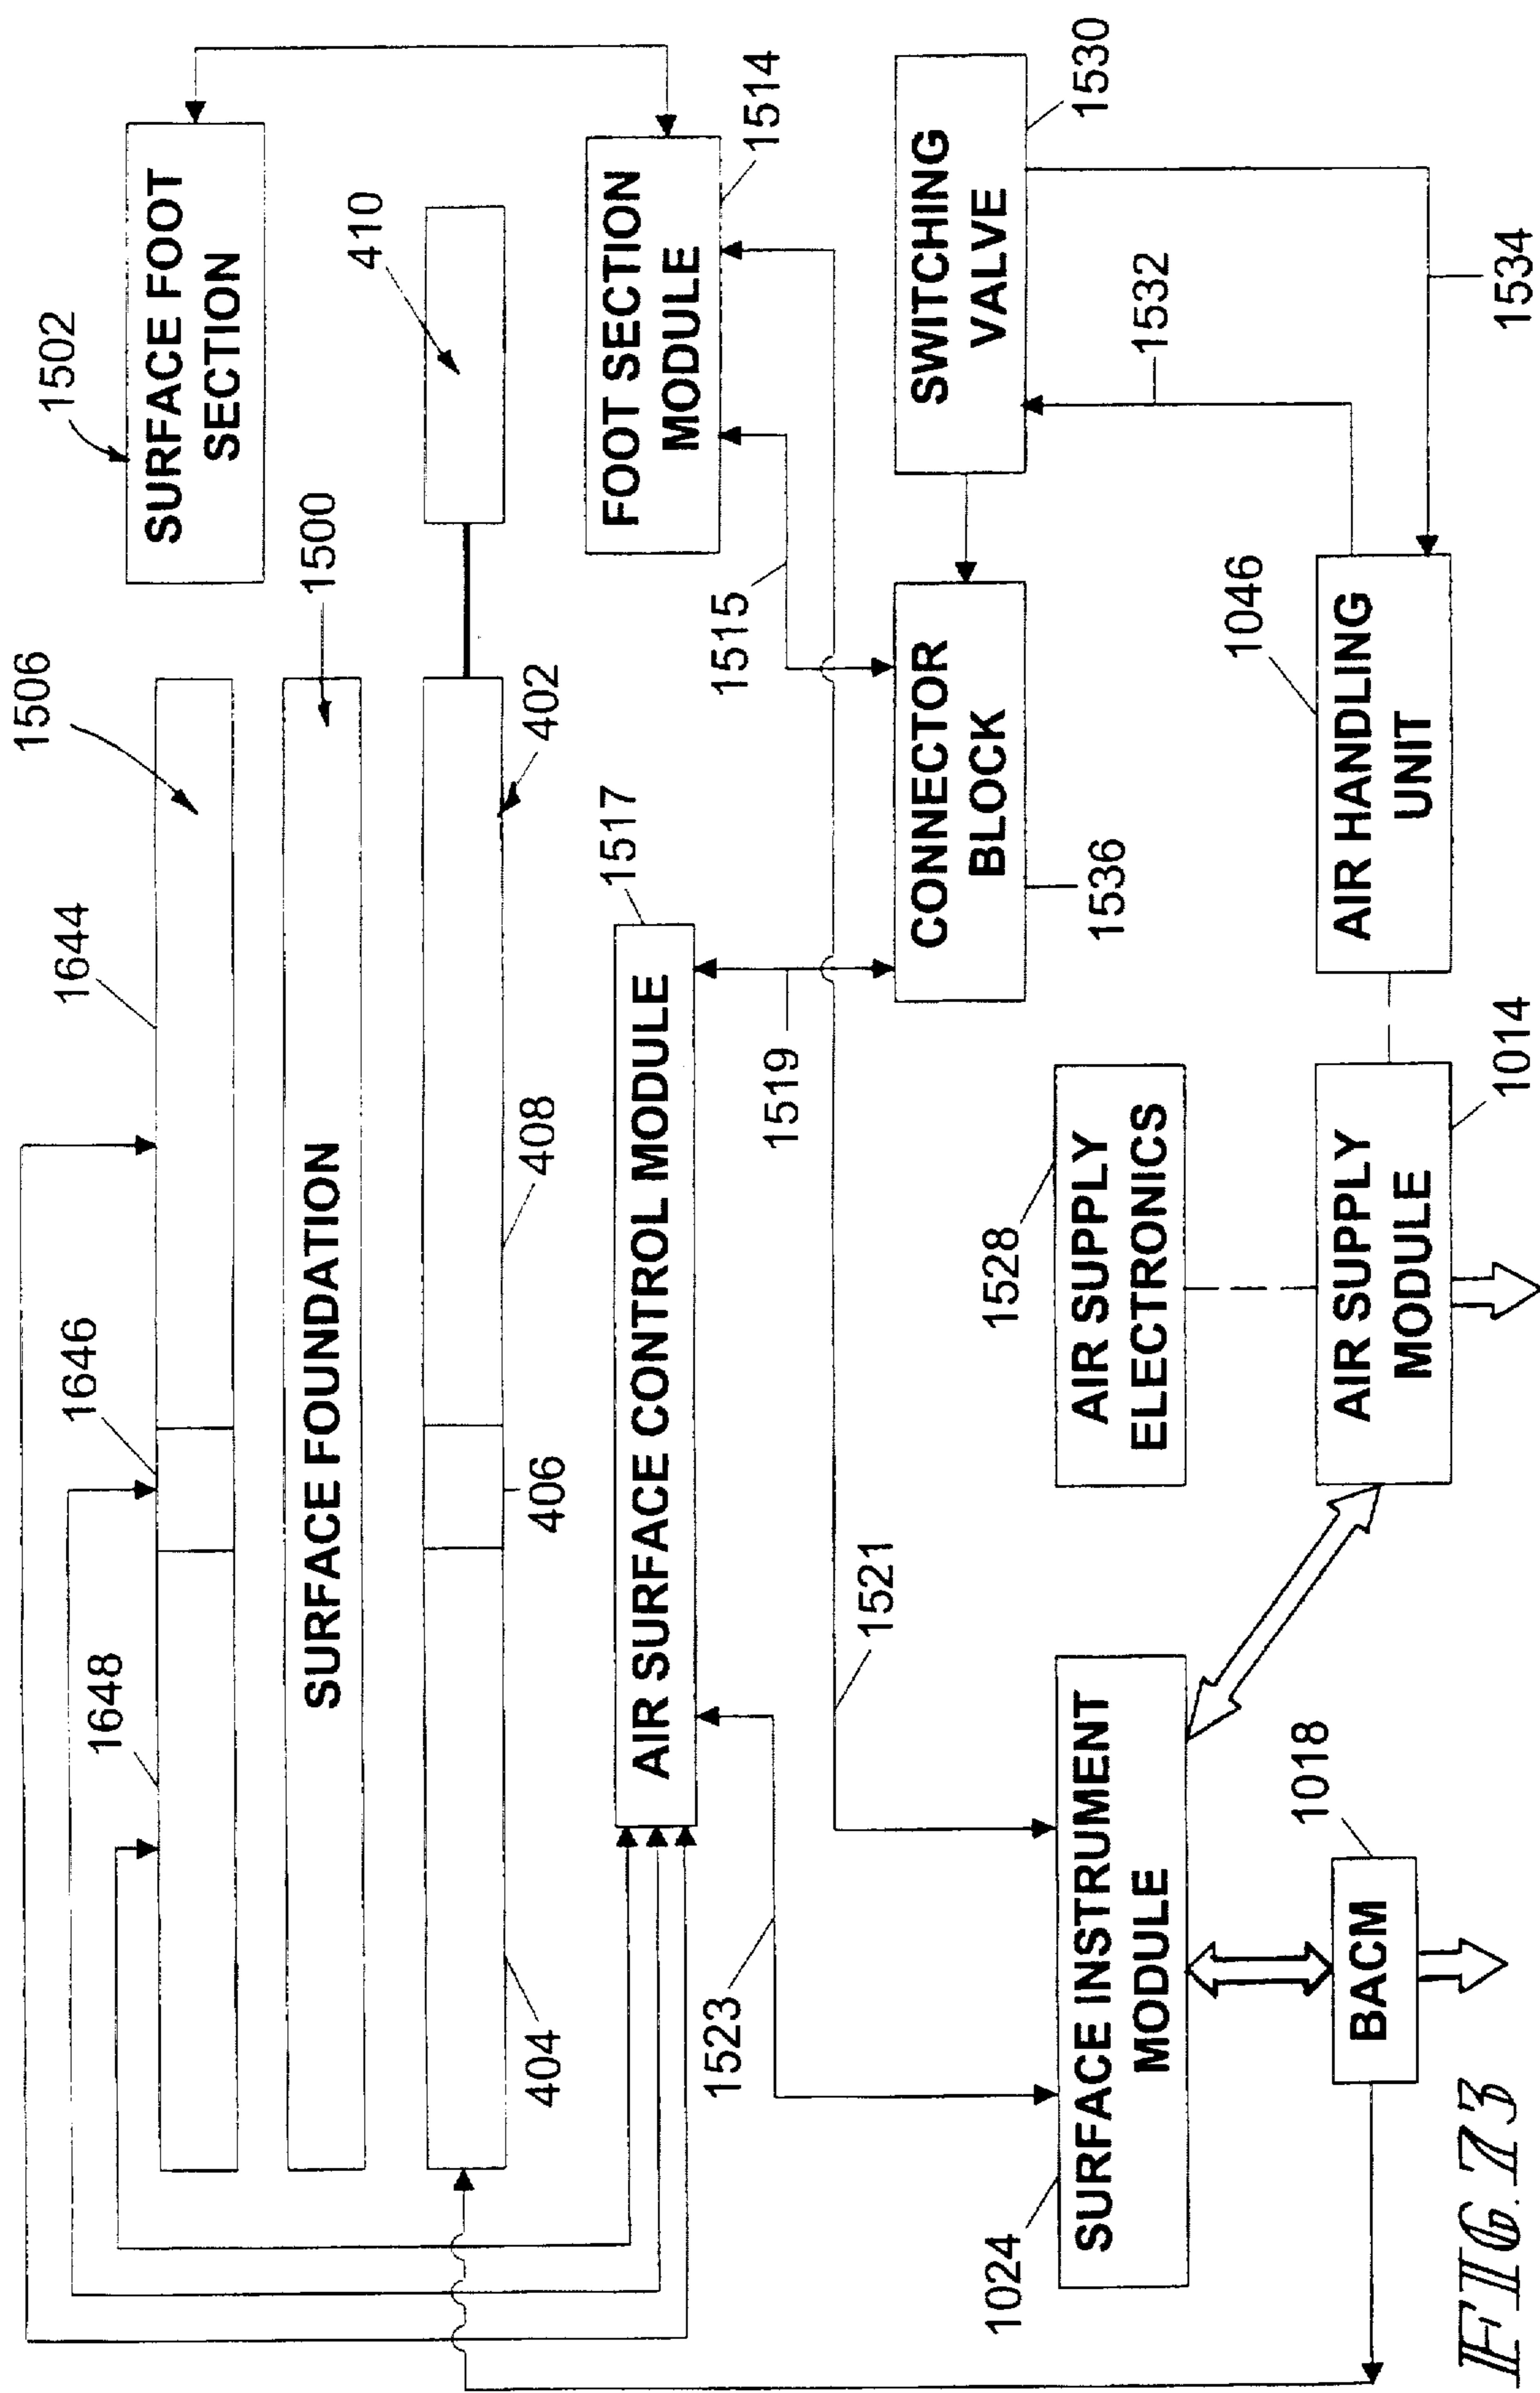 1506
1502
1644
SURFACE FOOT
SECTION
1646
1500
1648
SURFACE FOUNDATION
410
402
408
406
404
1517
1514
FOOT SECTION
MODULE
AIR SURFACE CONTROL MODULE
1515
1519
1521
1523
CONNECTOR
BLOCK
1536
SWITCHING
VALVE
1530
1532
1534
1528
AIR SUPPLY
ELECTRONICS
1046
AIR HANDLING
UNIT
AIR SUPPLY
MODULE
1014
1024
SURFACE INSTRUMENT
MODULE
1018
BACM
FIG. 73